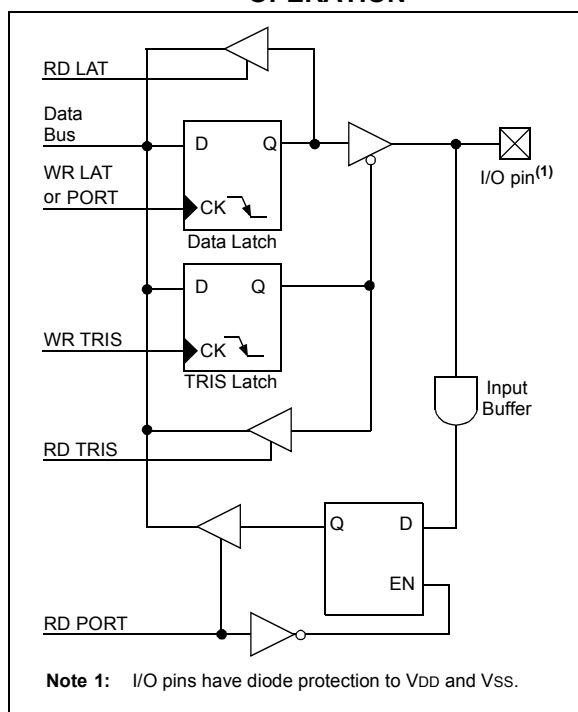 OPERATION
RD LAT
Data
Bus
D Q
WR LAT
or PORT
CK
Data Latch
I/O pin(1)
D Q
WR TRIS
CK
TRIS Latch
Input
Buffer
RD TRIS
Q D
EN
RD PORT
Note 1: I/O pins have diode protection to VDD and VSS.